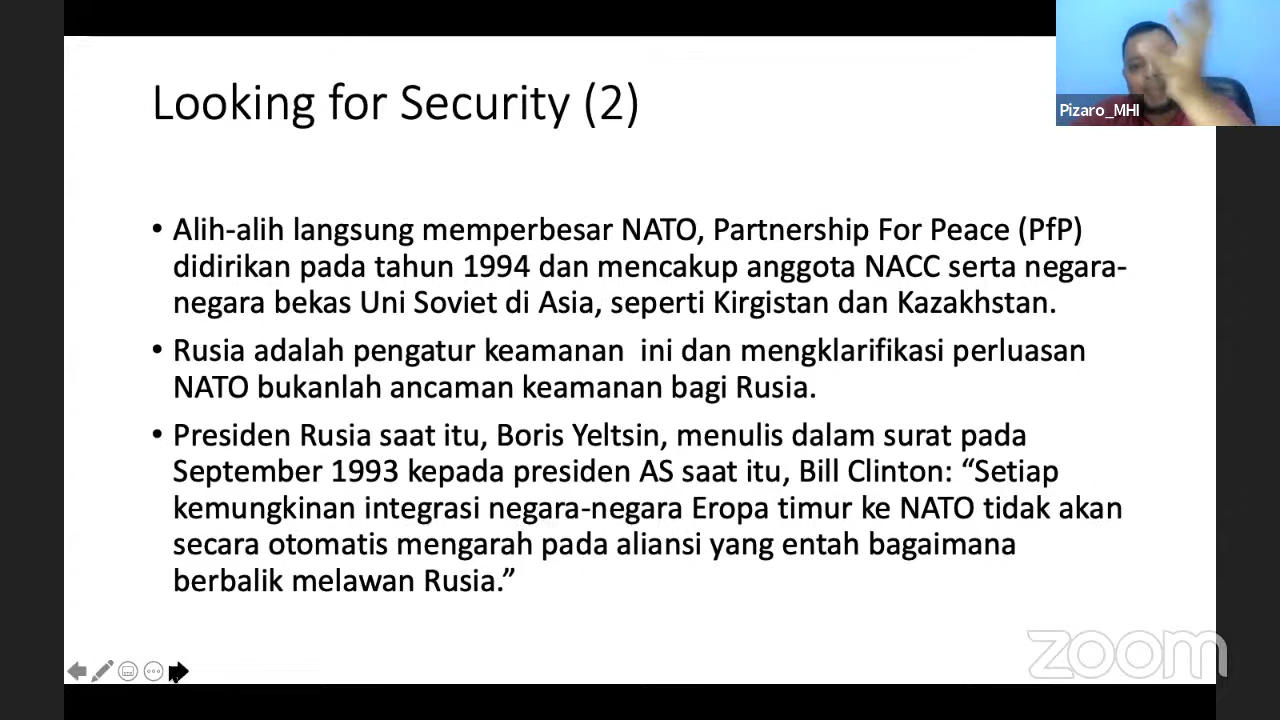 Looking for Security (2)
Pizaro_MHI
• Alih-alih langsung memperbesar NATO, Partnership For Peace (PfP)
didirikan pada tahun 1994 dan mencakup anggota NACC serta negara-
negara bekas Uni Soviet di Asia, seperti Kirgistan dan Kazakhstan.
• Rusia adalah pengatur keamanan  ini dan mengklarifikasi perluasan
NATO bukanlah ancaman keamanan bagi Rusia.
• Presiden Rusia saat itu, Boris Yeltsin, menulis dalam surat pada
September 1993 kepada presiden AS saat itu, Bill Clinton: “Setiap
kemungkinan integrasi negara-negara Eropa timur ke NATO tidak akan
secara otomatis mengarah pada aliansi yang entah bagaimana
berbalik melawan Rusia.”
zoom